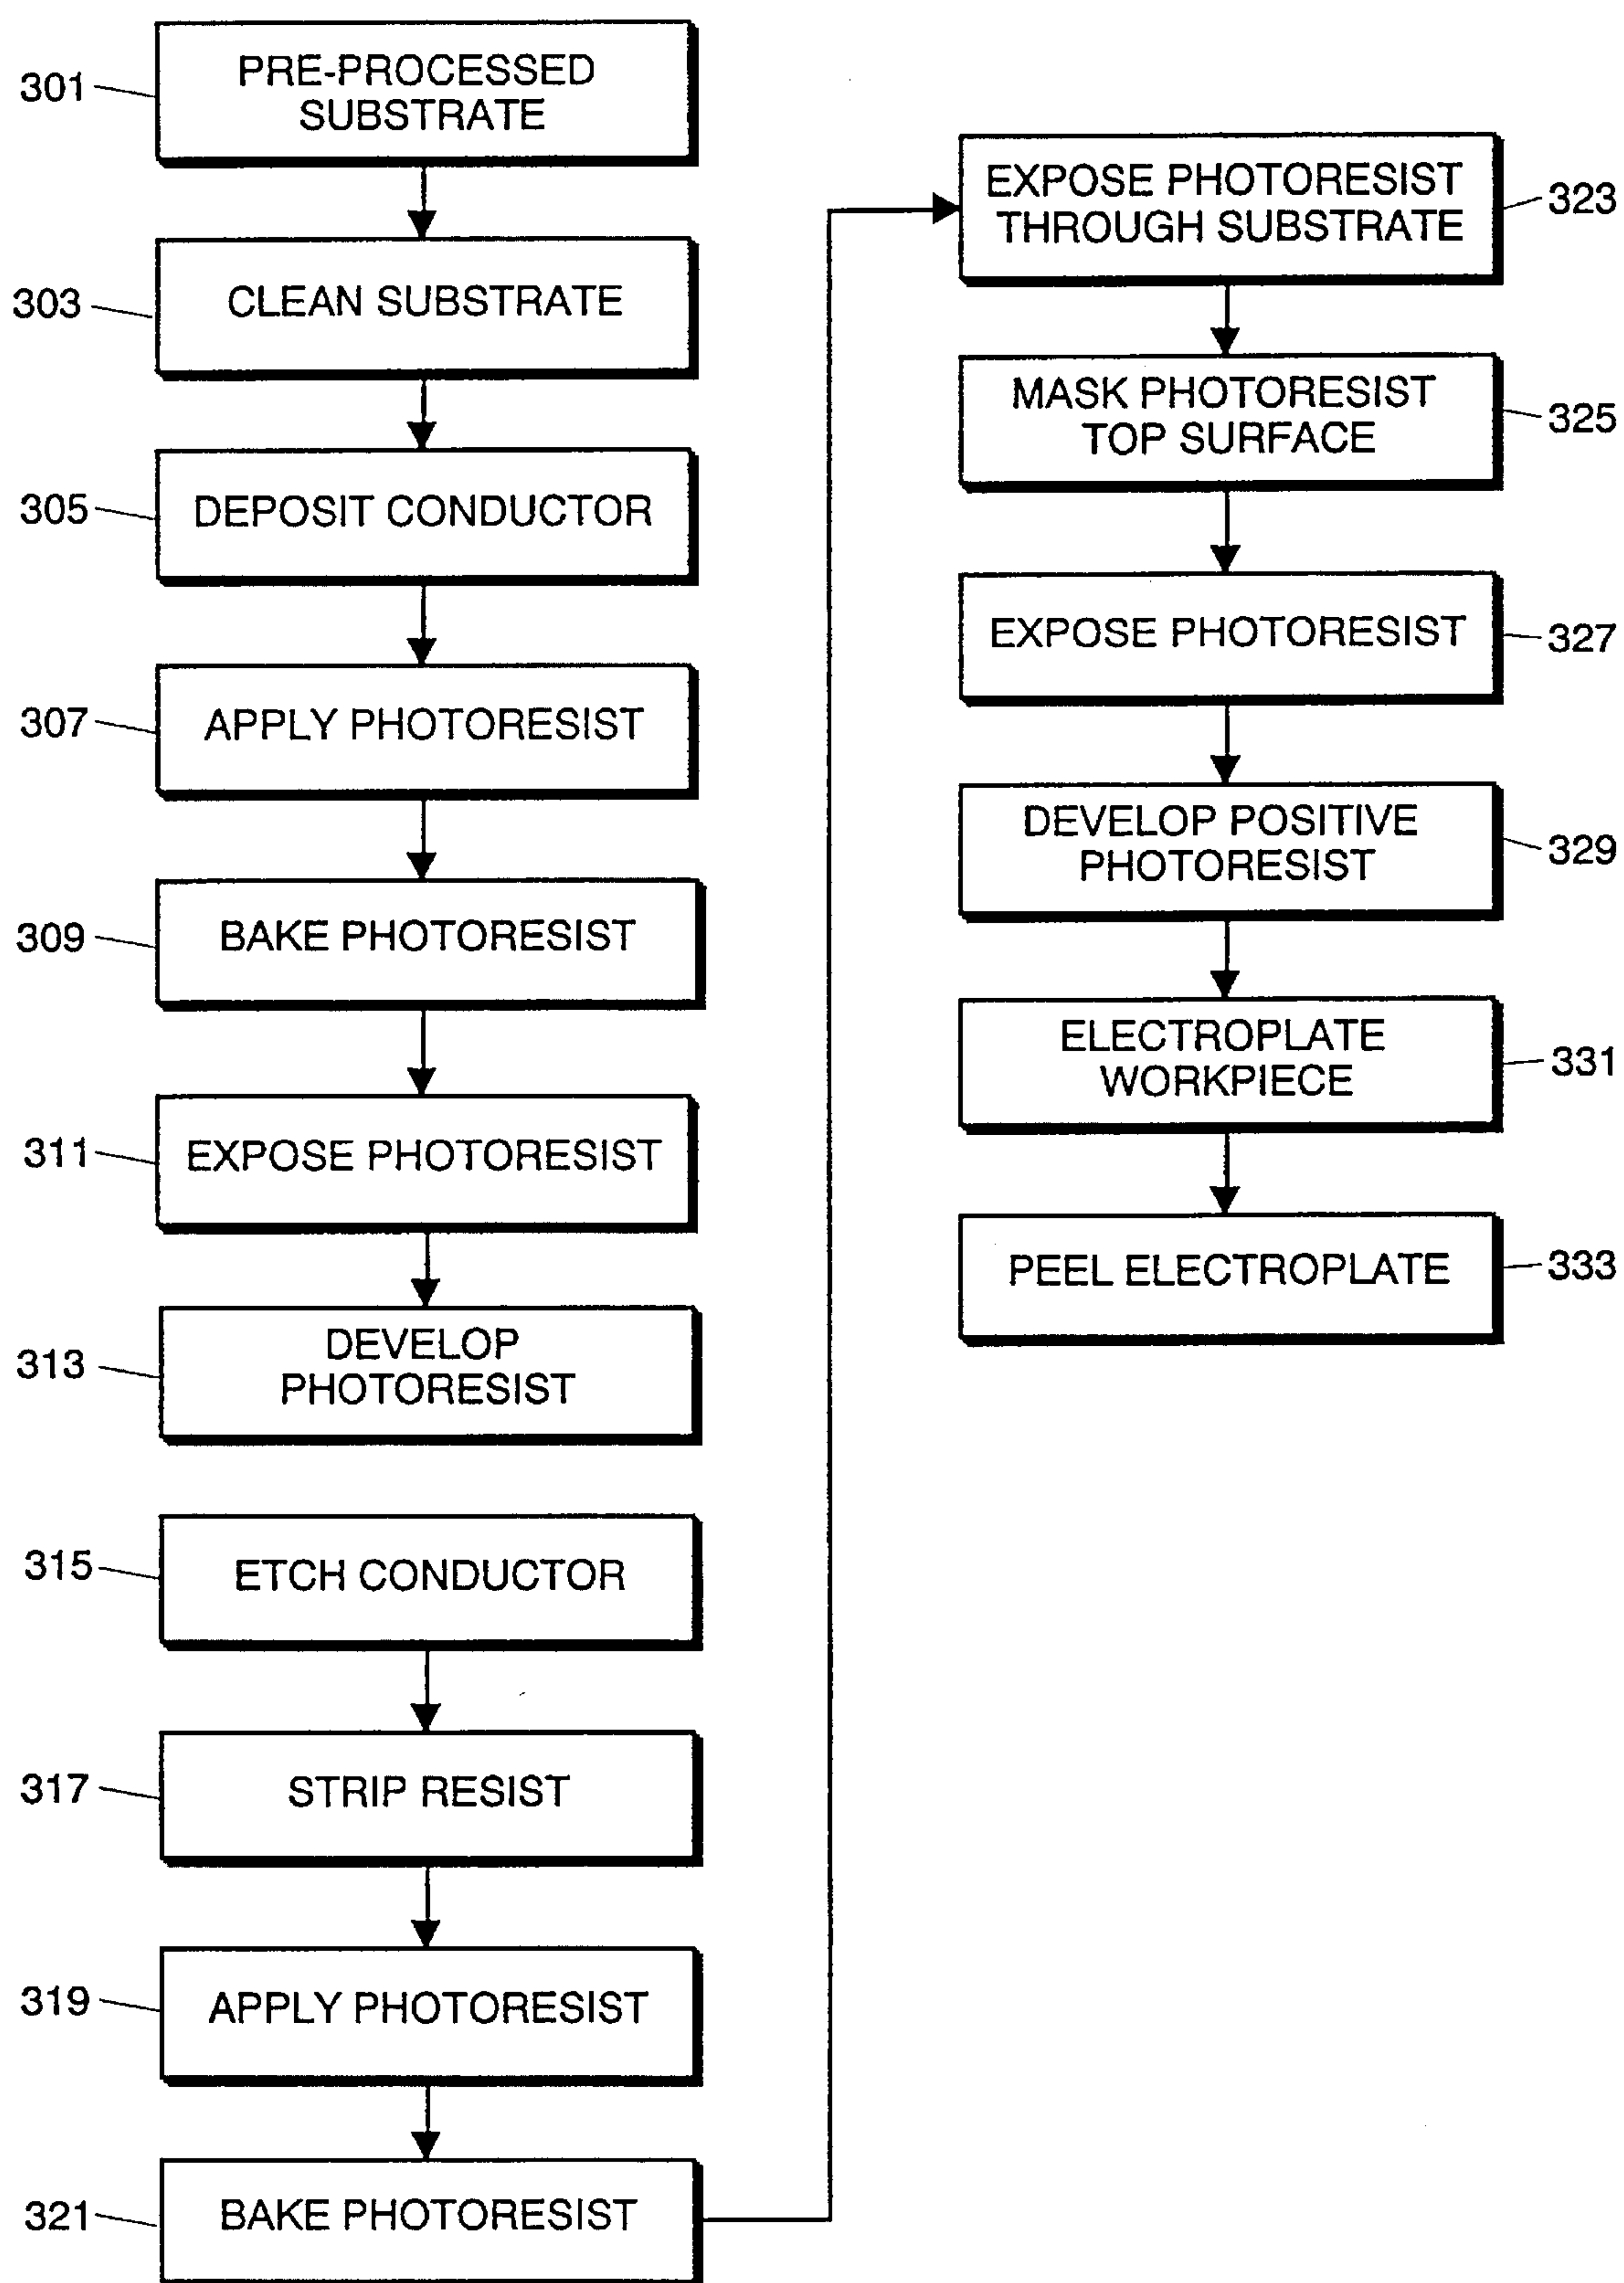 301
PRE-PROCESSED
SUBSTRATE
303
CLEAN SUBSTRATE
305
DEPOSIT CONDUCTOR
307
APPLY PHOTORESIST
309
BAKE PHOTORESIST
311
EXPOSE PHOTORESIST
313
DEVELOP
PHOTORESIST
315
ETCH CONDUCTOR
317
STRIP RESIST
319
APPLY PHOTORESIST
321
BAKE PHOTORESIST
EXPOSE PHOTORESIST
THROUGH SUBSTRATE
323
MASK PHOTORESIST
TOP SURFACE
325
EXPOSE PHOTORESIST
327
DEVELOP POSITIVE
PHOTORESIST
329
ELECTROPLATE
WORKPIECE
331
PEEL ELECTROPLATE
333